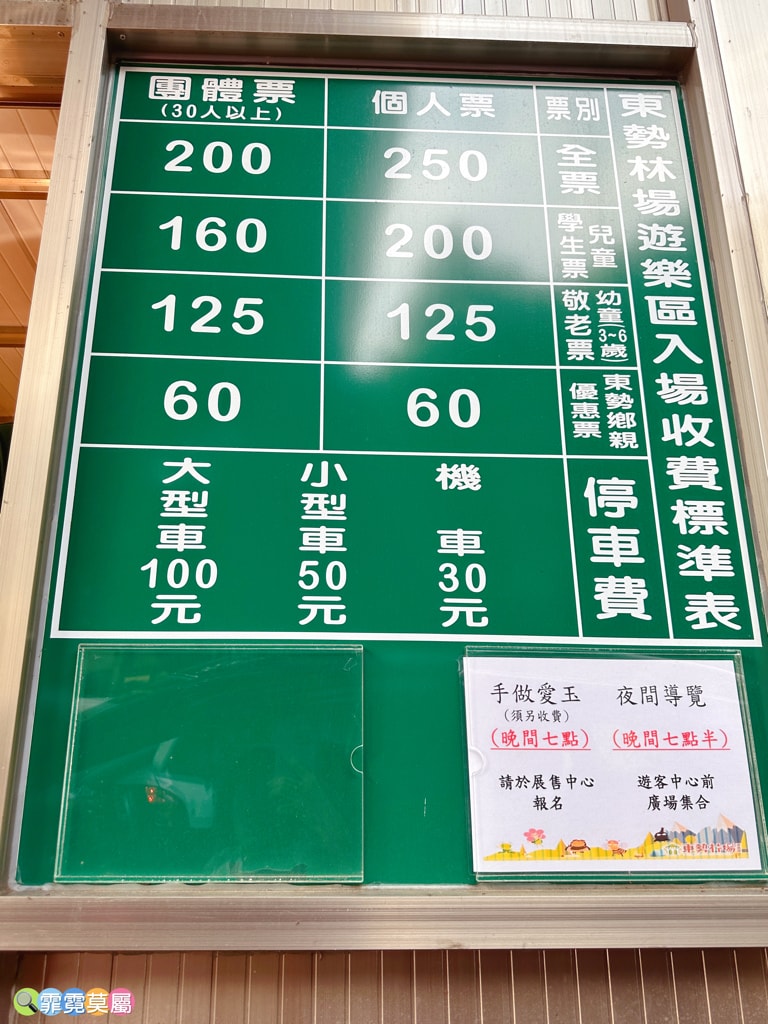 東勢林場遊樂區入場收費標準表
票別
個人票
團體票
(30人以上)
全票
250
200
兒童
學生票
200
160
幼童(3~6歲)
敬老票
125
125
東勢鄉親
優惠票
60
60
停車費
機車30元
小型車50元
大型車100元
手做愛玉
(須另收費)
(晚間七點)
請於展售中心
報名
夜間導覽
(晚間七點半)
遊客中心前
廣場集合
東勢林場
霏霓莫屬